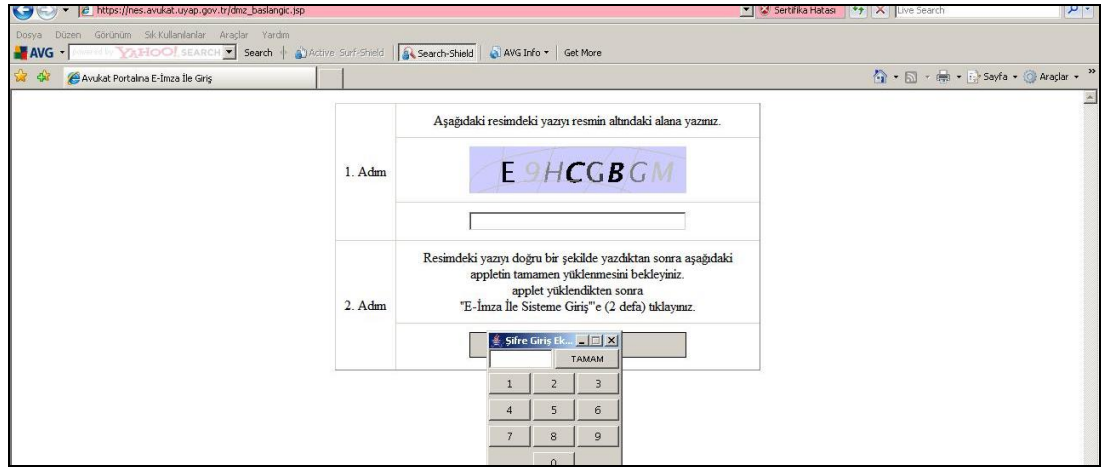 https://nes.avukat.uyap.gov.tr/dmz_baslangic.jsp Sertifika Hatası Live Search
Dosya Düzen Görünüm Sık Kullanılanlar Araçlar Yardım
AVG YAHOO! SEARCH Search Active Surf-Shield Search-Shield AVG Info Get More
Avukat Portalına E-İmza İle Giriş Sayfa Araçlar »
Aşağıdaki resimdeki yazıyı resmin altındaki alana yazınız.
1. Adım
E9HCGBGM
Resimdeki yazıyı doğru bir şekilde yazdıktan sonra aşağıdaki
appletin tamamen yüklenmesini bekleyiniz.
applet yüklendikten sonra
"E-İmza İle Sisteme Giriş"'e (2 defa) tıklayınız.
2. Adım
Şifre Giriş Ek...
TAMAM
1 2 3
4 5 6
7 8 9
0